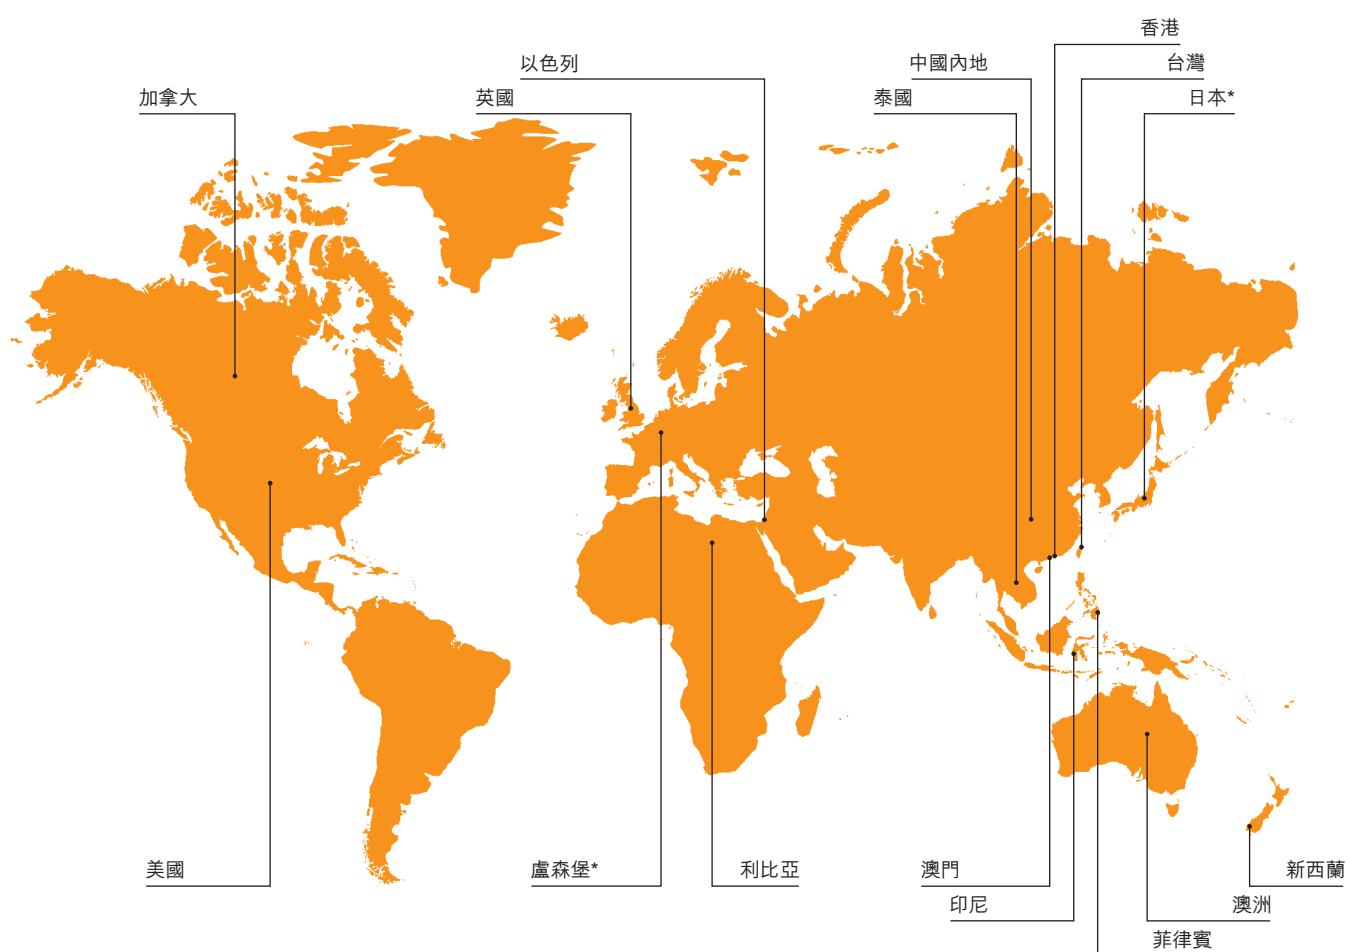 香港
以色列
中國內地
台灣
加拿大
英國
泰國
日本*
美國
盧森堡*
利比亞
澳門
新西蘭
印尼
澳洲
菲律賓